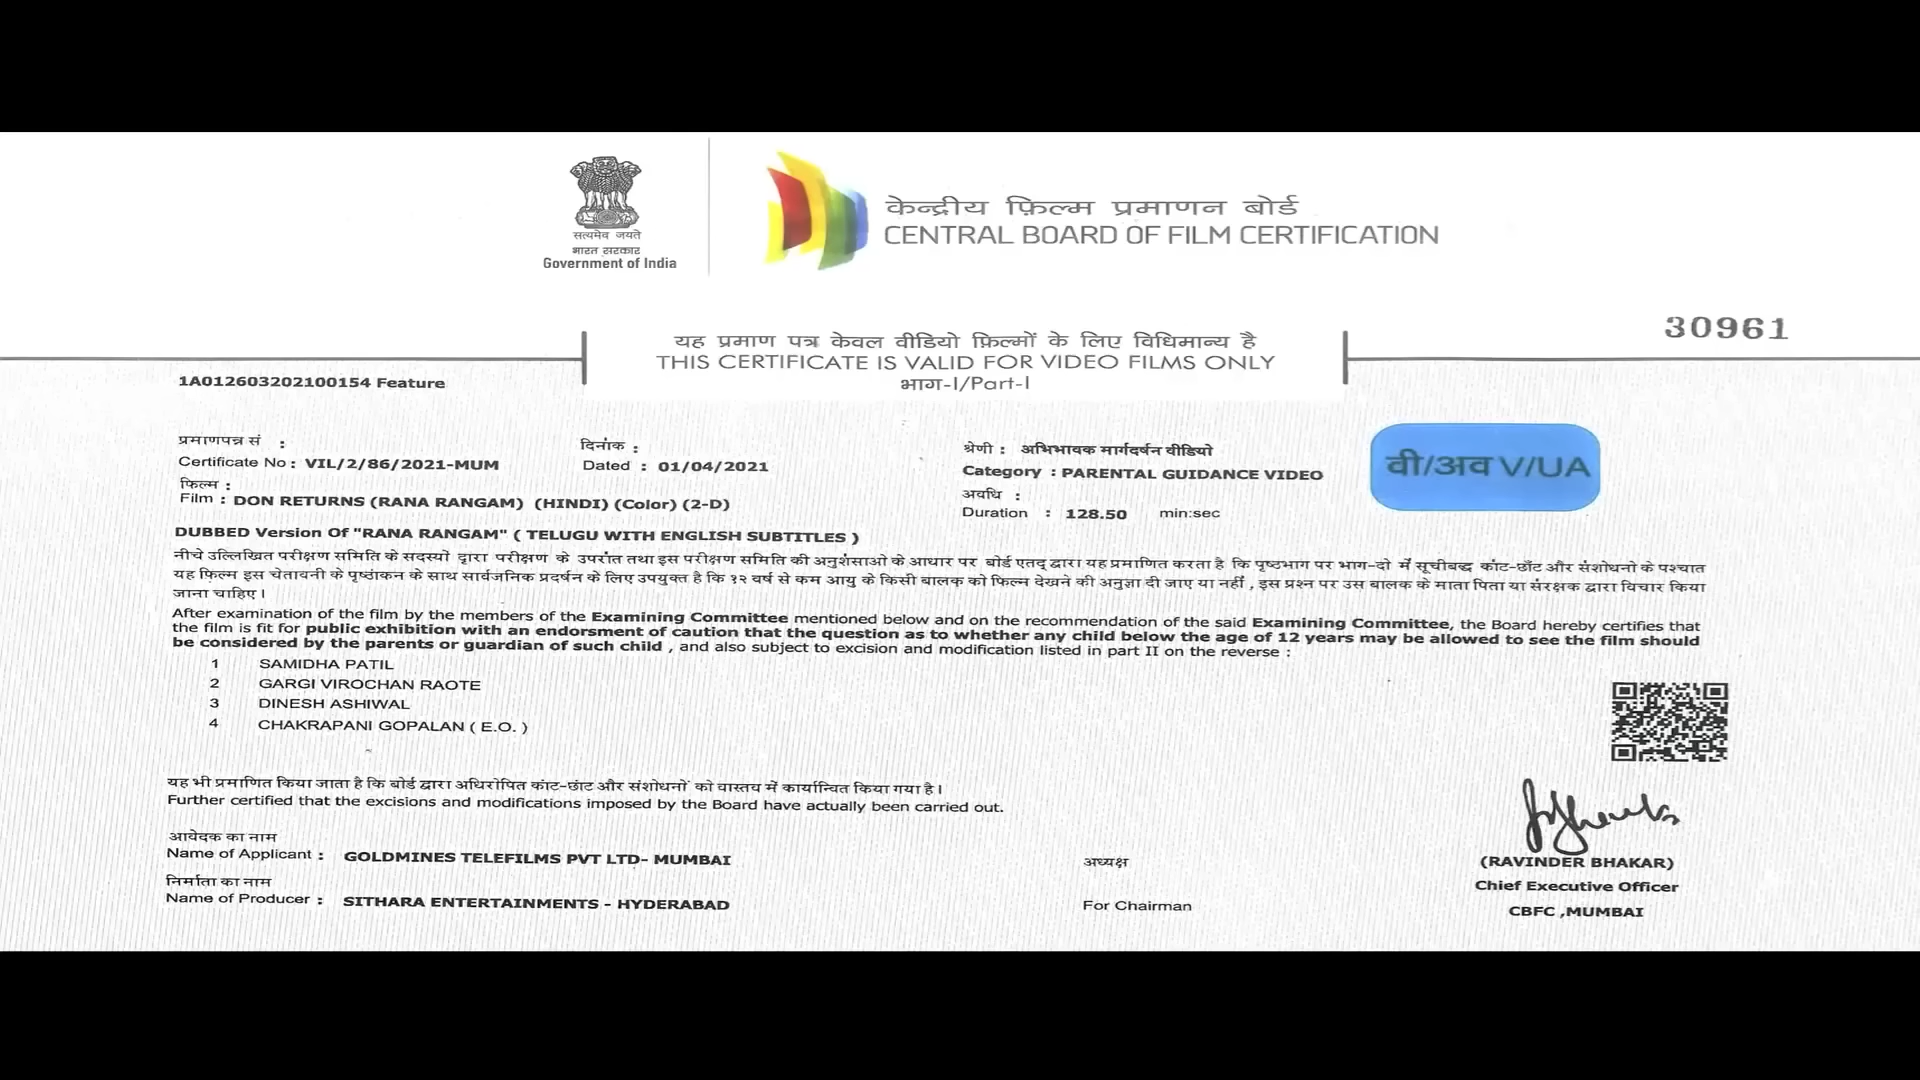 सत्यमेव जयते
भारत सरकार
Government of India
केन्द्रीय फ़िल्म प्रमाणन बोर्ड
CENTRAL BOARD OF FILM CERTIFICATION
30961
यह प्रमाण पत्र केवल वीडियो फ़िल्मों के लिए विधिमान्य है
THIS CERTIFICATE IS VALID FOR VIDEO FILMS ONLY
भाग-I/Part-I
1A012603202100154 Feature
प्रमाणपत्र सं :
Certificate No : VIL/2/86/2021-MUM
दिनांक :
Dated : 01/04/2021
श्रेणी : अभिभावक मार्गदर्षन वीडियो
Category : PARENTAL GUIDANCE VIDEO
वी/अव V/UA
फिल्म :
Film : DON RETURNS (RANA RANGAM) (HINDI) (Color) (2-D)
अवधि :
Duration : 128.50 min:sec
DUBBED Version Of "RANA RANGAM" ( TELUGU WITH ENGLISH SUBTITLES )
नीचे उल्लिखित परीक्षण समिति के सदस्यों द्वारा परीक्षण के उपरांत तथा इस परीक्षण समिति की अनुशंसाओ के आधार पर बोर्ड एतद् द्वारा यह प्रमाणित करता है कि पृष्ठभाग पर भाग-दो में सूचीबद्ध कांट-छाँट और संशोधनो के पश्चात
यह फिल्म इस चेतावनी के पृष्ठांकन के साथ सार्वजनिक प्रदर्षन के लिए उपयुक्त है कि १२ वर्ष से कम आयु के किसी बालक को फिल्म देखने की अनुज्ञा दी जाए या नहीं , इस प्रश्न पर उस बालक के माता पिता या संरक्षक द्वारा विचार किया
जाना चाहिए ।
After examination of the film by the members of the Examining Committee mentioned below and on the recommendation of the said Examining Committee, the Board hereby certifies that
the film is fit for public exhibition with an endorsment of caution that the question as to whether any child below the age of 12 years may be allowed to see the film should
be considered by the parents or guardian of such child , and also subject to excision and modification listed in part II on the reverse :
1 SAMIDHA PATIL
2 GARGI VIROCHAN RAOTE
3 DINESH ASHIWAL
4 CHAKRAPANI GOPALAN ( E.O. )
यह भी प्रमाणित किया जाता है कि बोर्ड द्वारा अधिरोपित कांट-छांट और संशोधनों को वास्तव में कार्यान्वित किया गया है ।
Further certified that the excisions and modifications imposed by the Board have actually been carried out.
आवेदक का नाम
Name of Applicant : GOLDMINES TELEFILMS PVT LTD- MUMBAI
निर्माता का नाम
Name of Producer : SITHARA ENTERTAINMENTS - HYDERABAD
अध्यक्ष
For Chairman
(RAVINDER BHAKAR)
Chief Executive Officer
CBFC ,MUMBAI